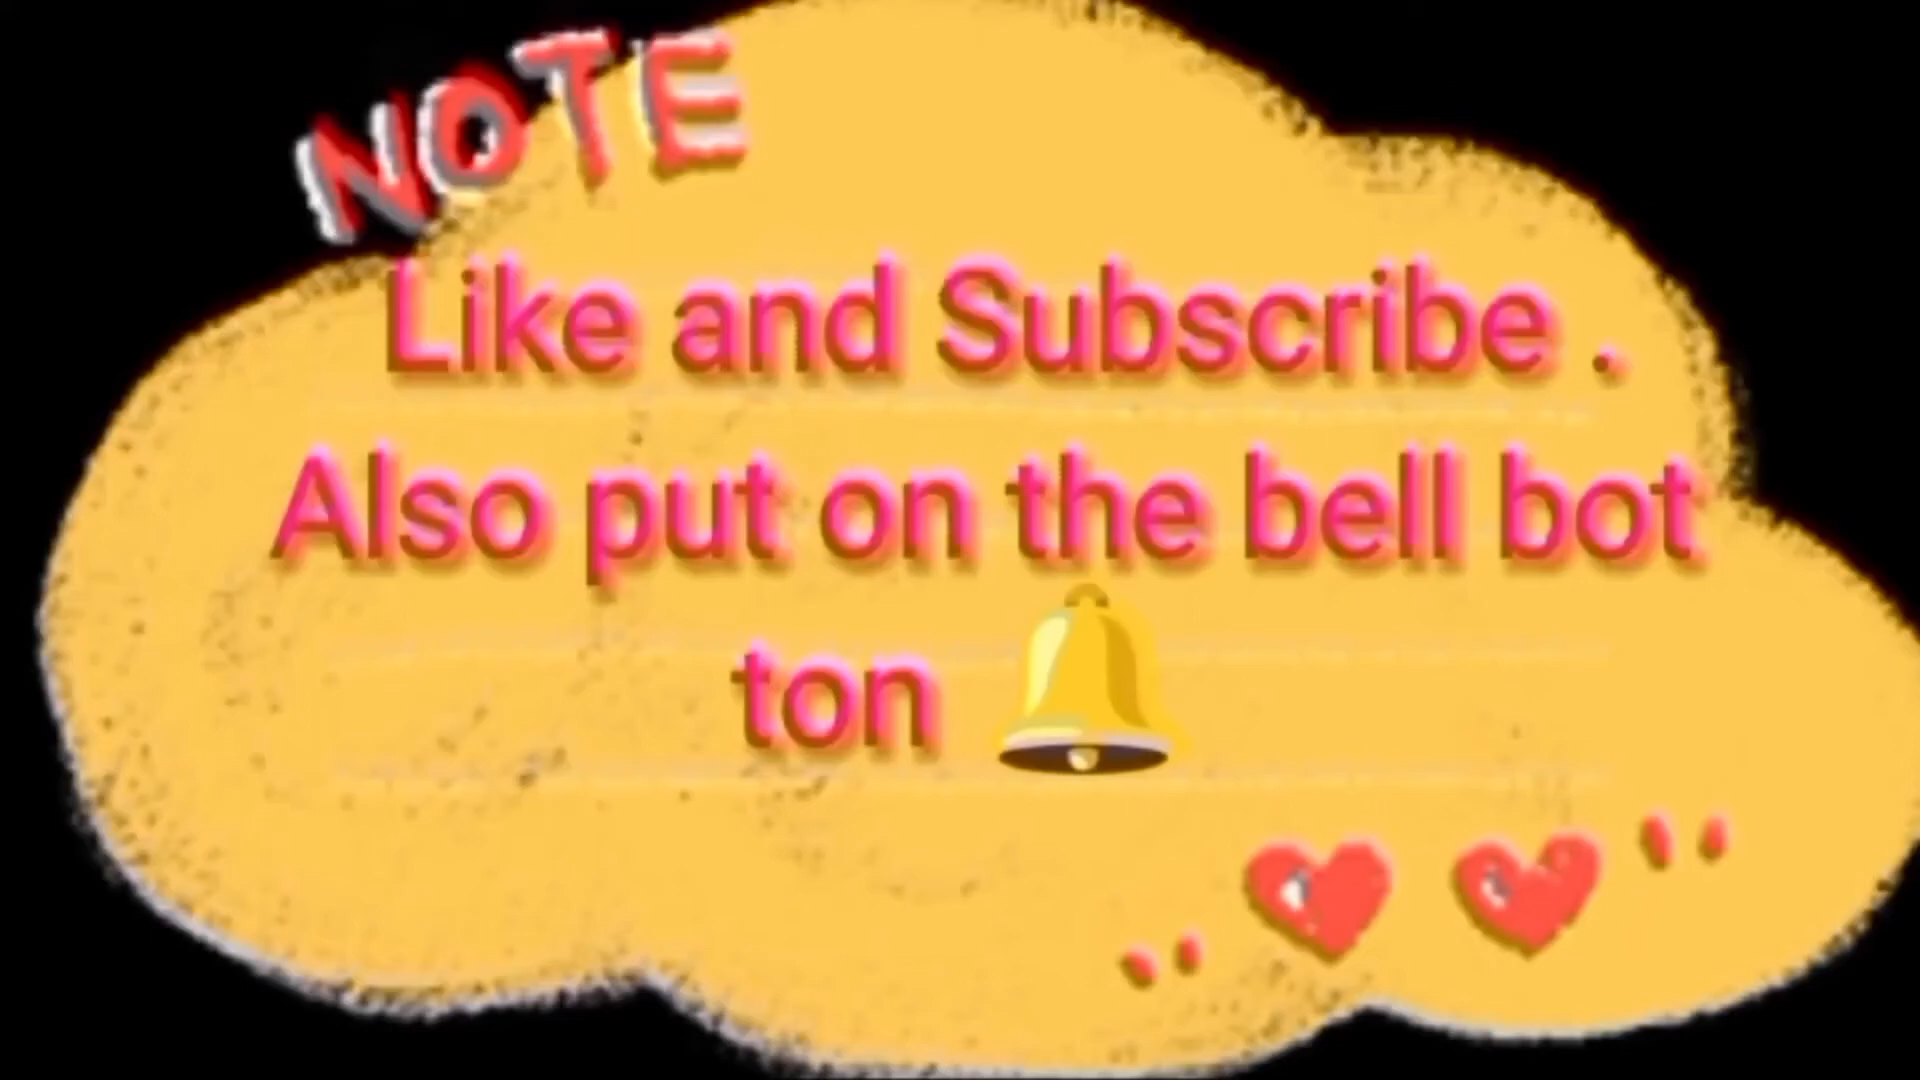 NOTE
Like and Subscribe .
Also put on the bell bot
ton 🔔